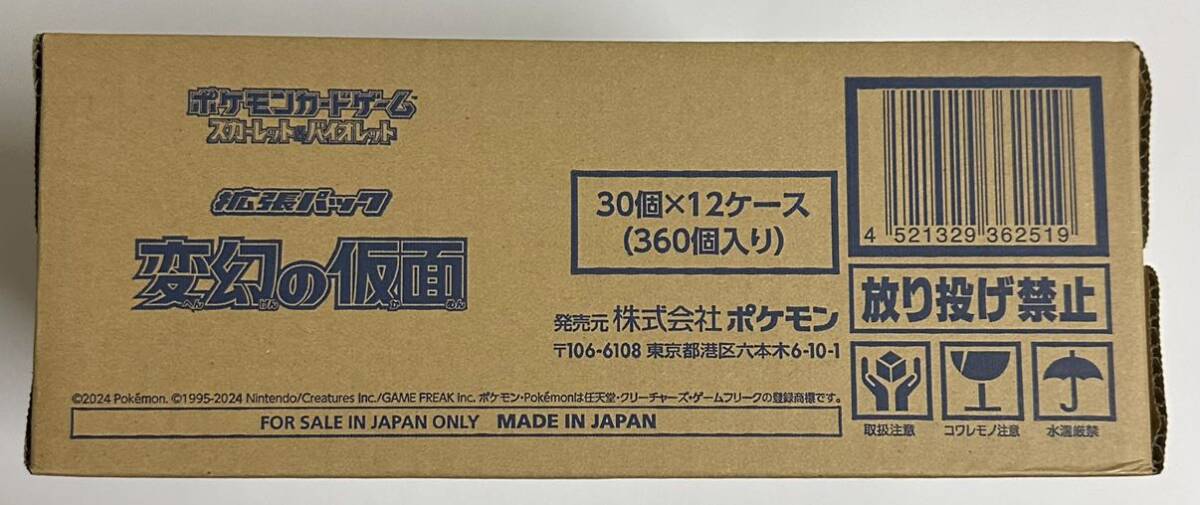 ポケモンカードゲーム
スカーレット&バイオレット
拡張パック
変幻の仮面
へん げん か めん
30個×12ケース
(360個入り)
発売元 株式会社 ポケモン
〒106-6108 東京都港区六本木6-10-1
4 521329 362519
放り投げ禁止
取扱注意 コワレモノ注意 水濡厳禁
©2024 Pokémon. ©1995-2024 Nintendo/Creatures Inc./GAME FREAK inc. ポケモン・Pokémonは任天堂・クリーチャーズ・ゲームフリークの登録商標です。
FOR SALE IN JAPAN ONLY MADE IN JAPAN